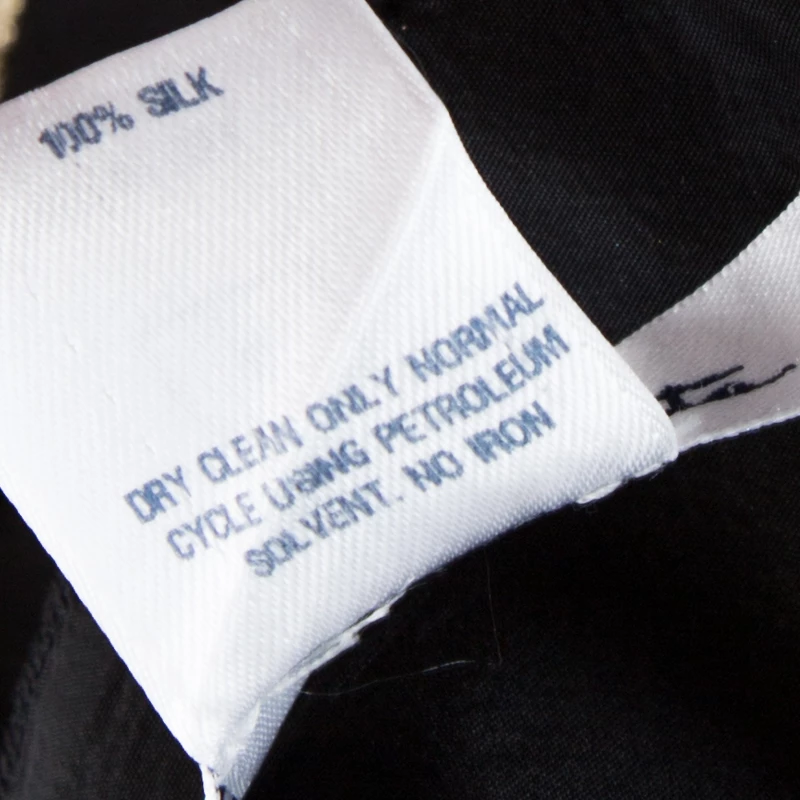 100% SILK
DRY CLEAN ONLY NORMAL
CYCLE USING PETROLEUM
SOLVENT. NO IRON